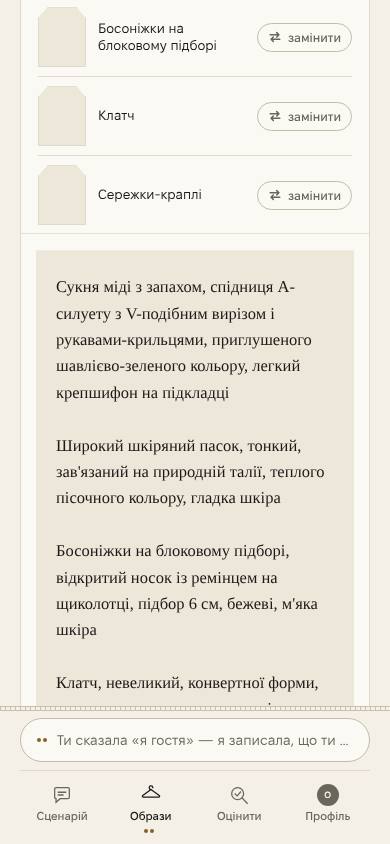 Босоніжки на
блоковому підборі
замінити
Клатч
замінити
Сережки-краплі
замінити
Сукня міді з запахом, спідниця А-
силуету з V-подібним вирізом і
рукавами-крильцями, приглушеного
шавлієво-зеленого кольору, легкий
крепшифон на підкладці
Широкий шкіряний пасок, тонкий,
зав'язаний на природній талії, теплого
пісочного кольору, гладка шкіра
Босоніжки на блоковому підборі,
відкритий носок із ремінцем на
щиколотці, підбор 6 см, бежеві, м'яка
шкіра
Клатч, невеликий, конвертної форми,
Ти сказала «я гостя» — я записала, що ти ...
Сценарій
Образи
Оцінити
О
Профіль